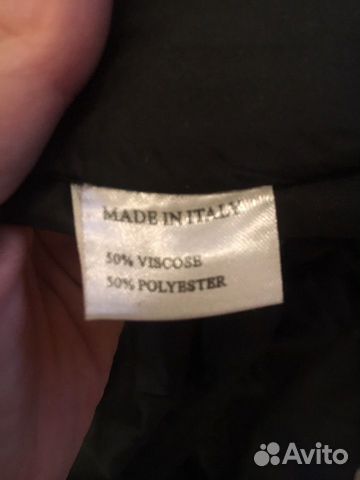 MADE IN ITALY
50% VISCOSE
50% POLYESTER
Avito